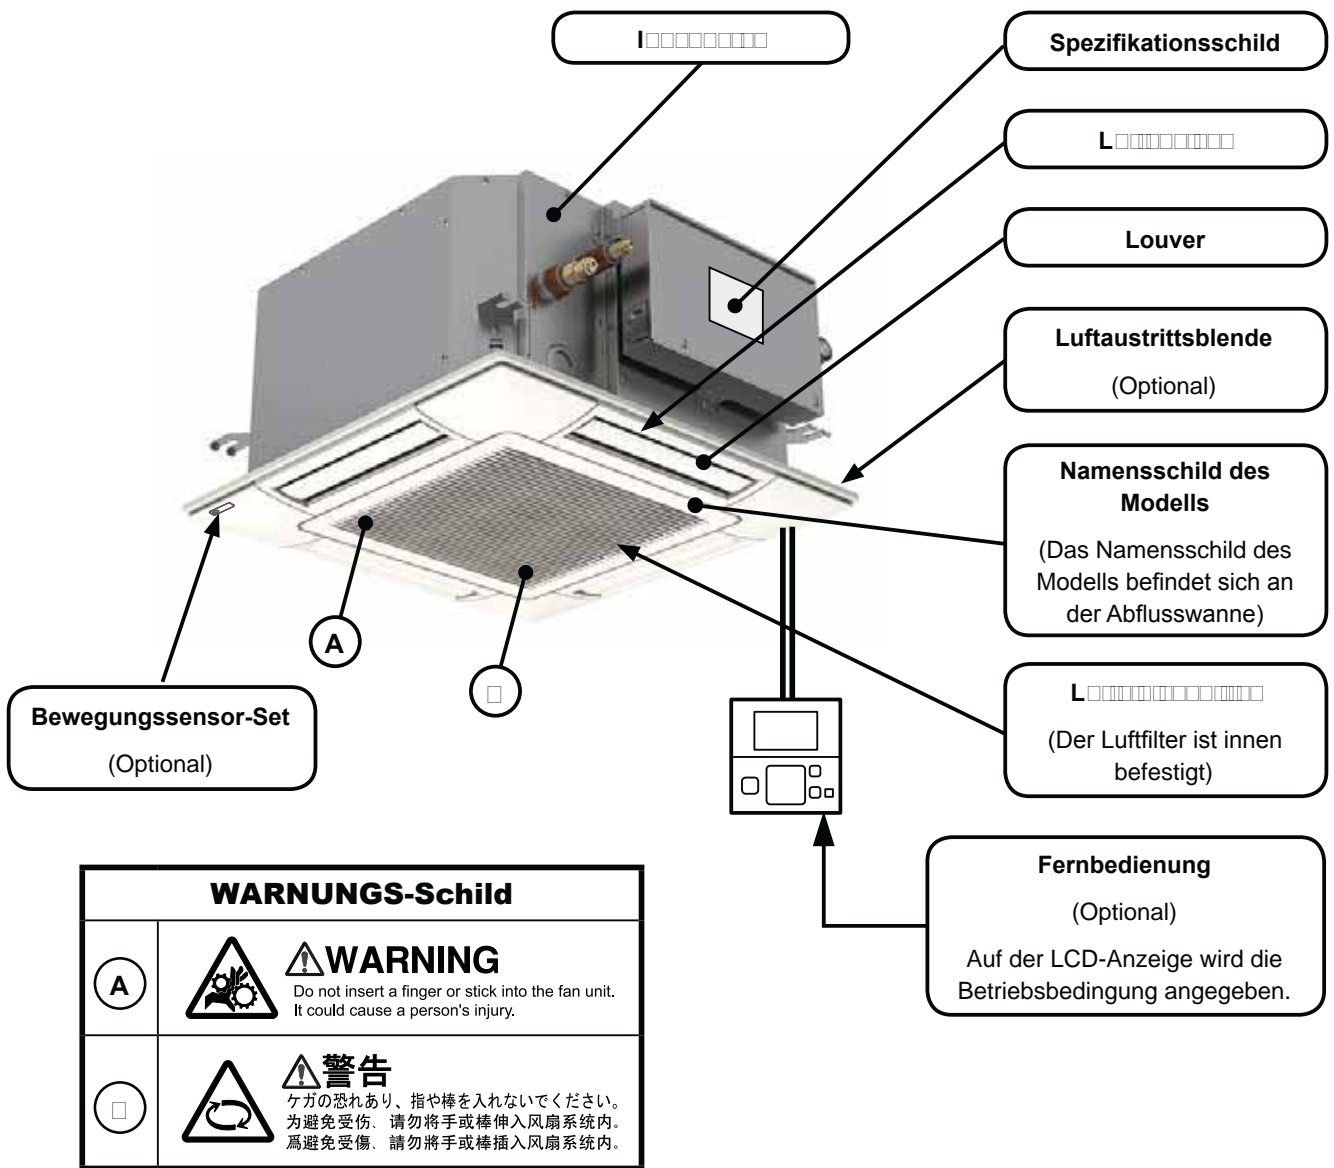 Spezifikationsschild
Louver
Luftaustrittsblende
(Optional)
Namensschild des
Modells
(Das Namensschild des
Modells befindet sich an
der Abflusswanne)
A
(Der Luftfilter ist innen
befestigt)
Bewegungssensor-Set
(Optional)
Fernbedienung
(Optional)
Auf der LCD-Anzeige wird die
Betriebsbedingung angegeben.
WARNUNGS-Schild
A
WARNING
Do not insert a finger or stick into the fan unit.
It could cause a person's injury.
警告
ケガの恐れあり、指や棒を入れないでください。
为避免受伤、请勿将手或棒伸入风扇系统内。
爲避免受傷、請勿將手或棒插入风扇系统内。